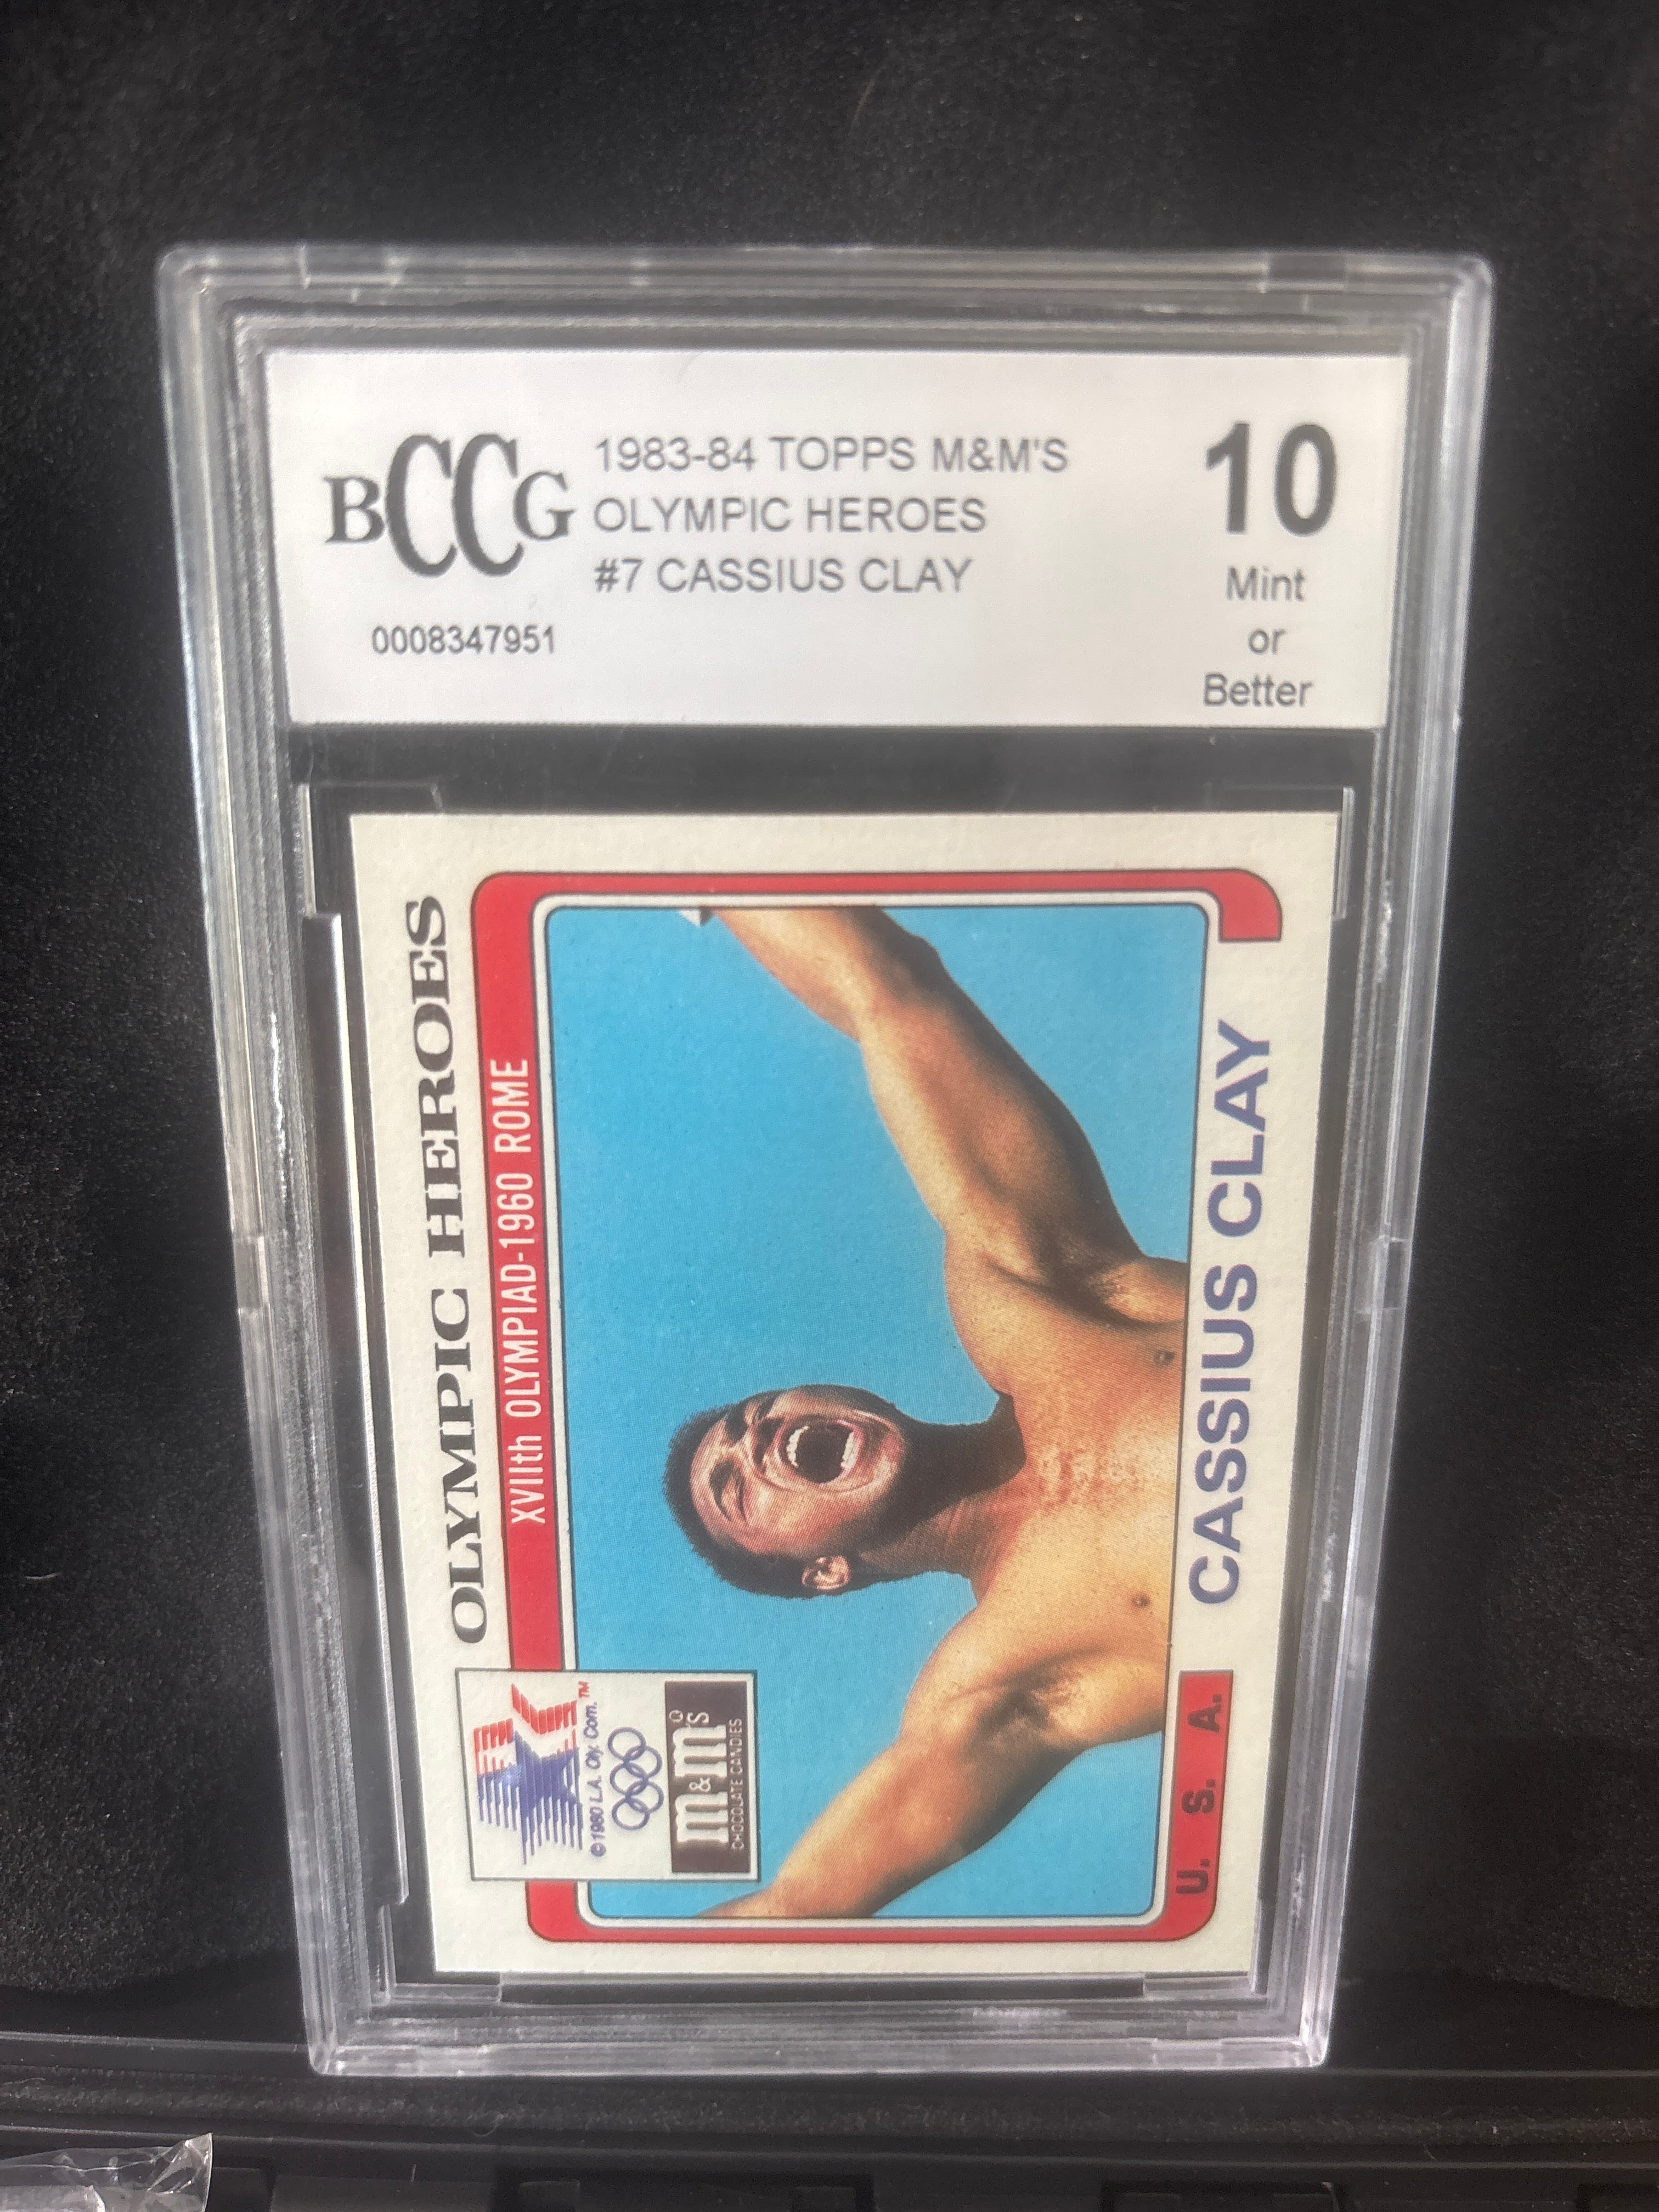 BCCG
1983-84 TOPPS M&M'S
OLYMPIC HEROES
#7 CASSIUS CLAY
0008347951
10
Mint
or
Better
OLYMPIC HEROES
XVIIth OLYMPIAD-1960 ROME
TM
©1980 L.A. Oly. Com.
m&m's®
CHOCOLATE CANDIES
U. S. A.
CASSIUS CLAY